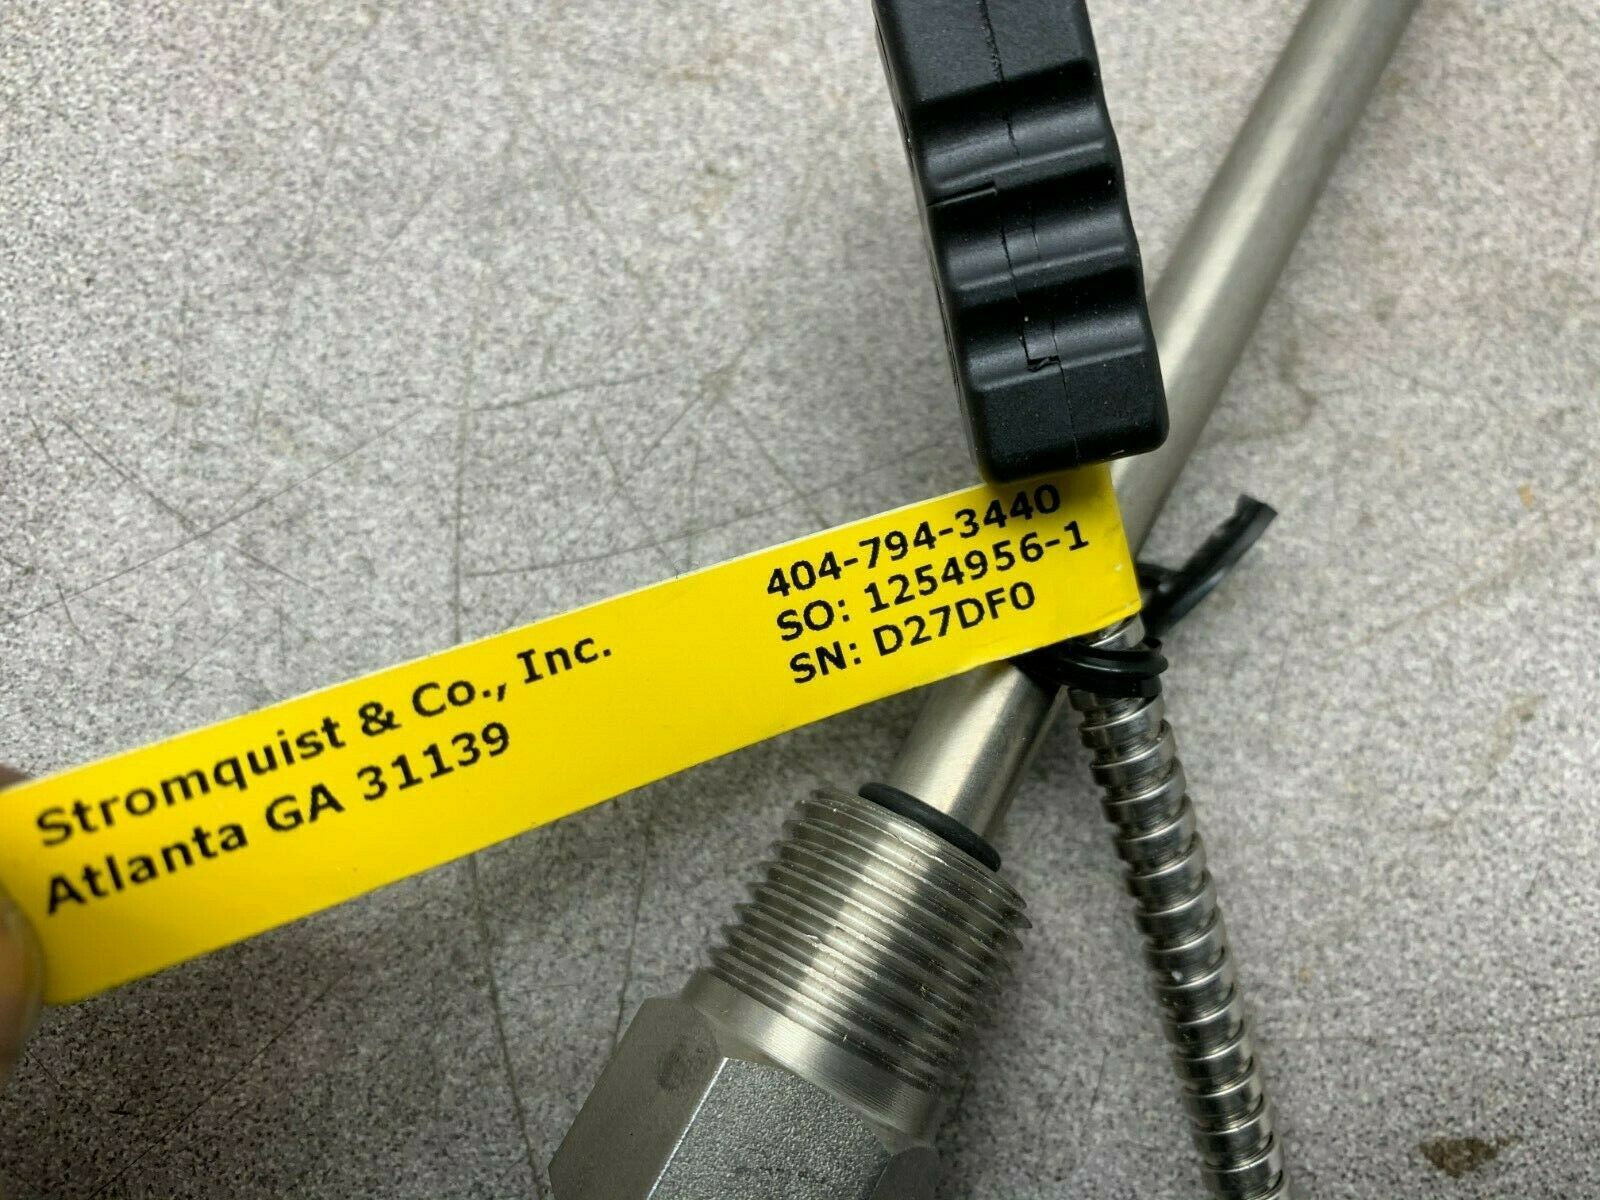 Stromquist & Co., Inc.
Atlanta GA 31139
404-794-3440
SO: 1254956-1
SN: D27DF0